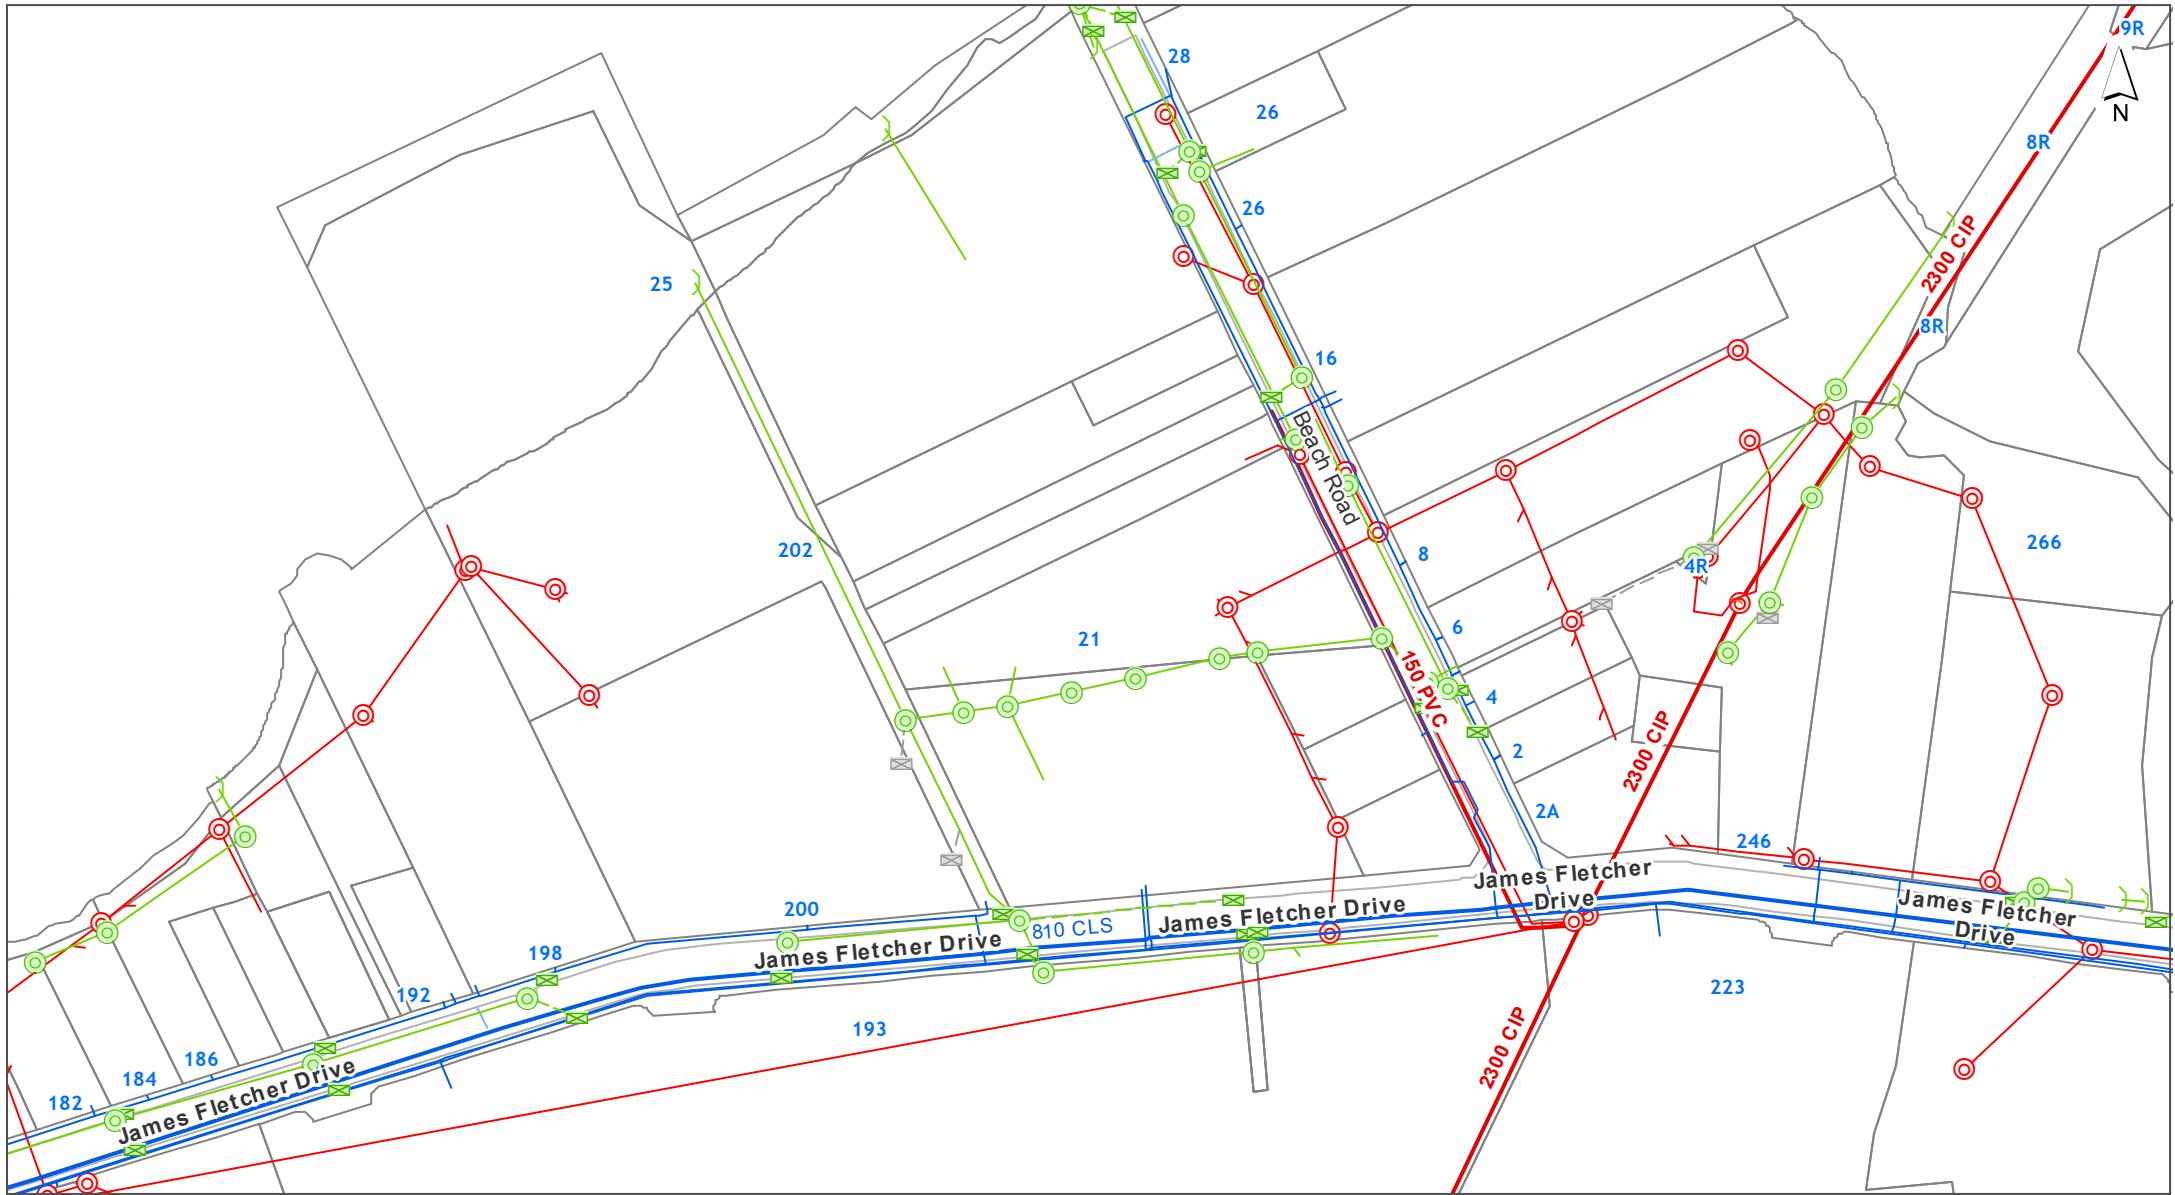 9R
28
N
26
8R
26
2300 CIP
25
8R
16
Beach Road
202
8
266
4R
6
21
150 PVC
4
2
2300 CIP
2A
246
James Fletcher
Drive
James Fletcher Drive
James Fletcher
Drive
200
810 CLS
James Fletcher Drive
198
192
223
193
2300 CIP
186
184
182
James Fletcher Drive